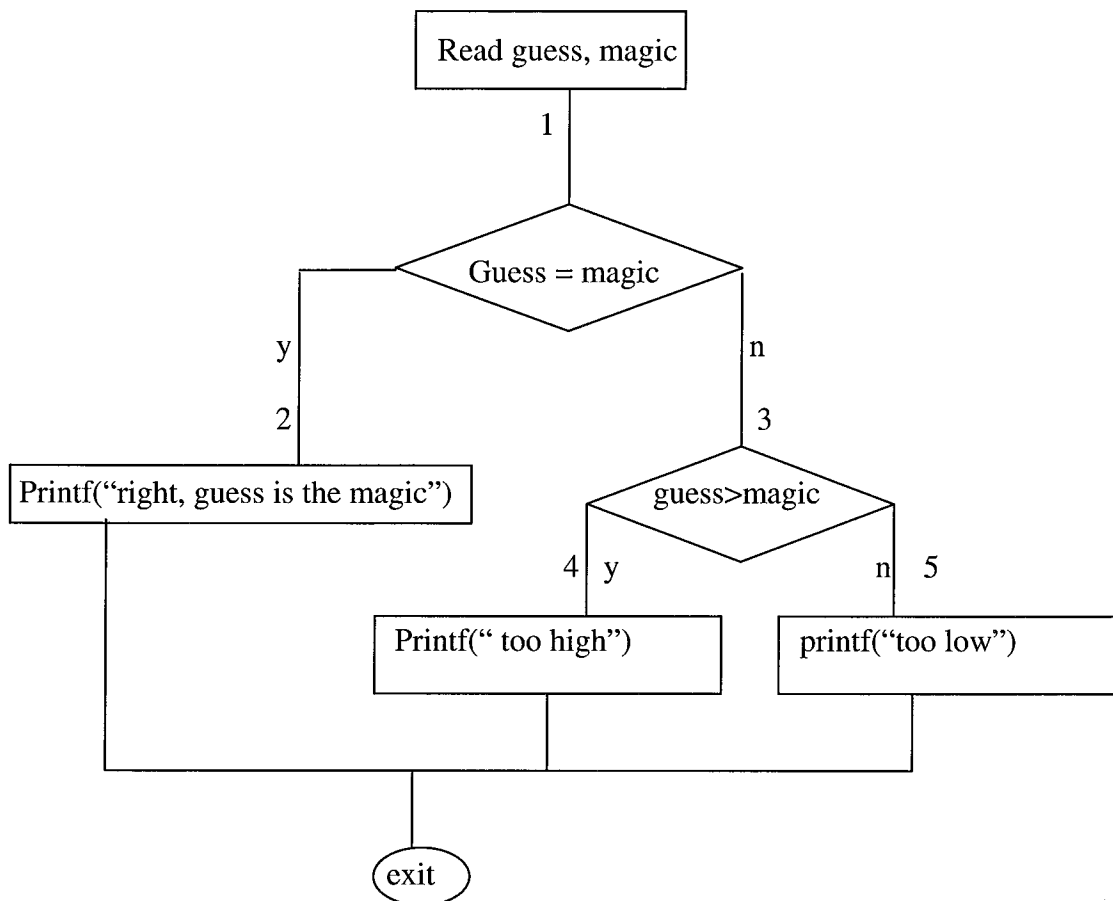 Read guess, magic
1
Guess = magic
y
n
2
3
Printf(“right, guess is the magic”)
guess>magic
4 y
n 5
Printf(“ too high”)
printf(“too low”)
exit